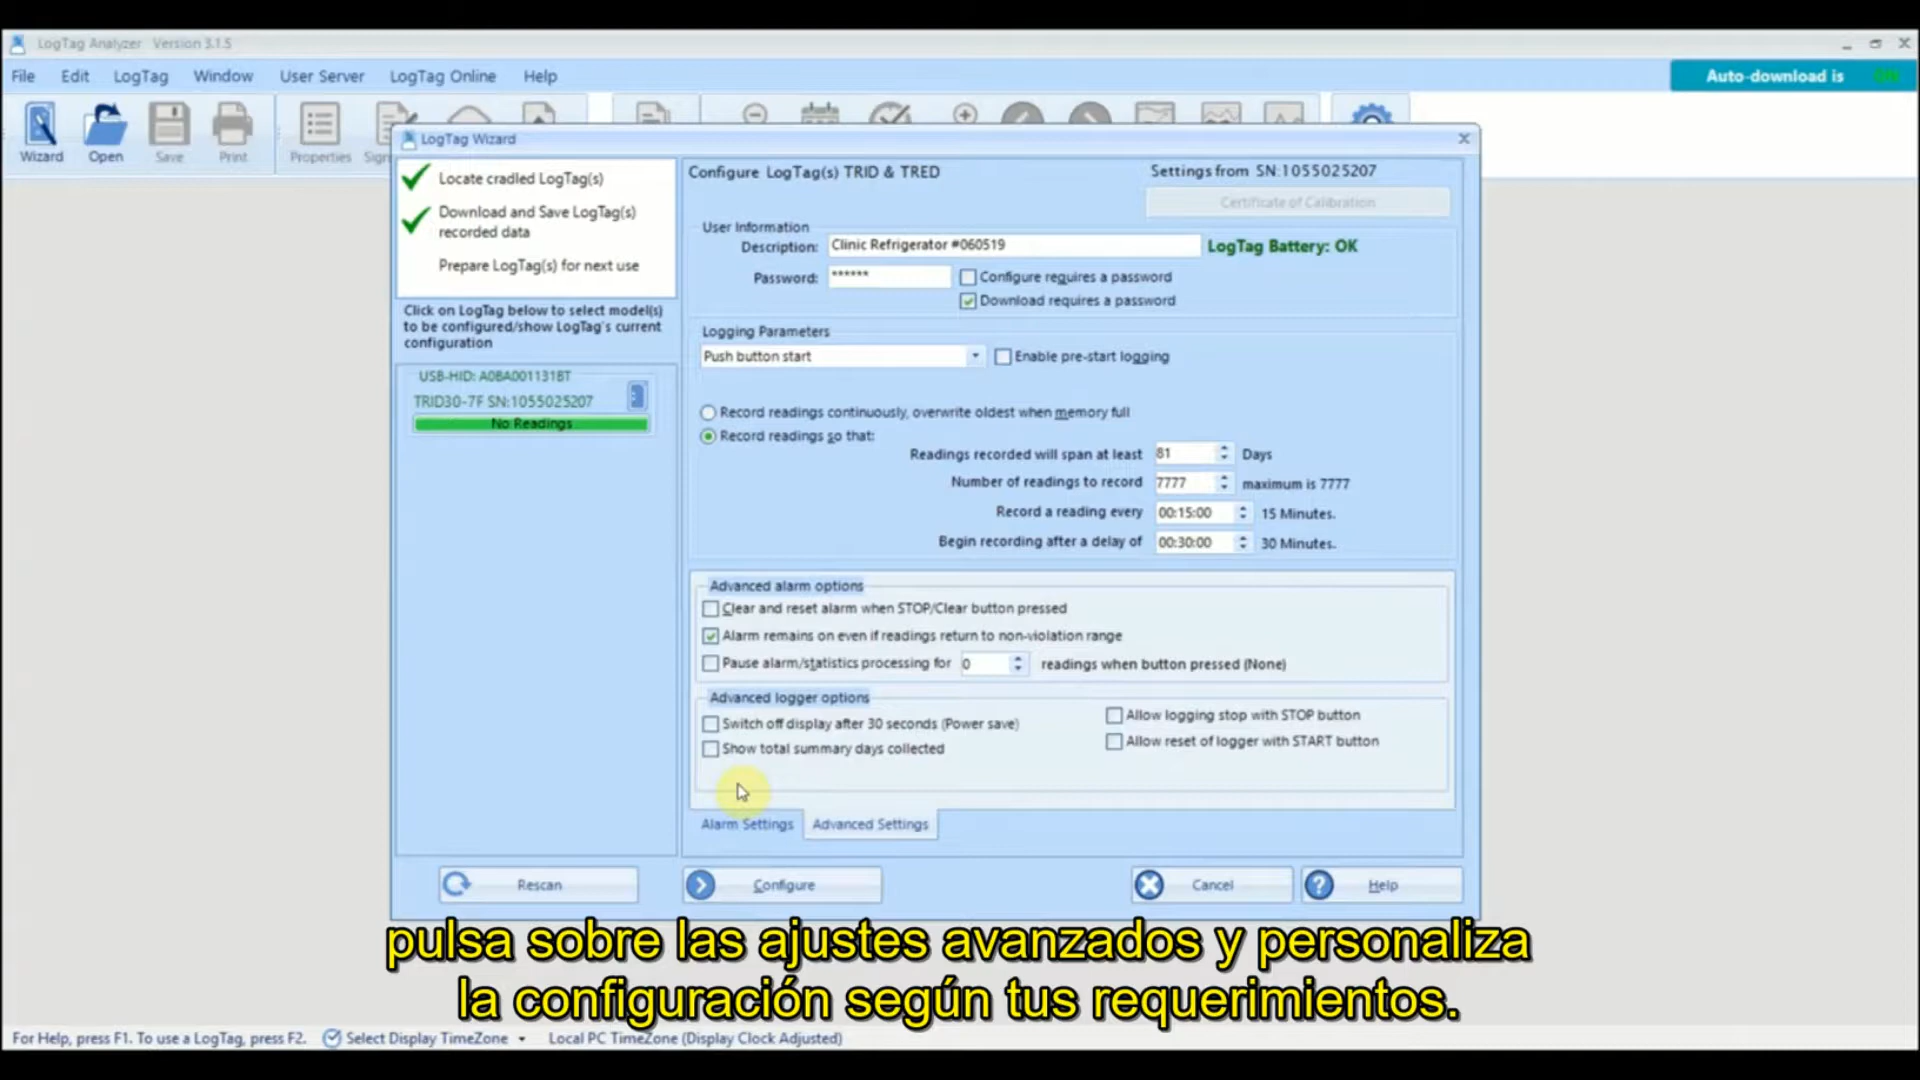 LogTag Analyzer Version 3.1.5
File Edit LogTag Window User Server LogTag Online Help
Auto-download is ON
Wizard Open Save Print Properties
LogTag Wizard
Locate cradled LogTag(s)
Download and Save LogTag(s)
recorded data
Prepare LogTag(s) for next use
Click on LogTag below to select model(s)
to be configured/show LogTag's current
configuration
USB-HID: A0BA001131BT
TRID30-7F SN:1055025207
No Readings
Configure LogTag(s) TRID & TRED
Settings from SN:1055025207
Certificate of Calibration
User Information
Description: Clinic Refrigerator #060519
LogTag Battery: OK
Password: ******
Configure requires a password
Download requires a password
Logging Parameters
Push button start
Enable pre-start logging
Record readings continuously, overwrite oldest when memory full
Record readings so that:
Readings recorded will span at least 81 Days
Number of readings to record 7777 maximum is 7777
Record a reading every 00:15:00 15 Minutes.
Begin recording after a delay of 00:30:00 30 Minutes.
Advanced alarm options
Clear and reset alarm when STOP/Clear button pressed
Alarm remains on even if readings return to non-violation range
Pause alarm/statistics processing for 0 readings when button pressed (None)
Advanced logger options
Switch off display after 30 seconds (Power save)
Allow logging stop with STOP button
Show total summary days collected
Allow reset of logger with START button
Alarm Settings Advanced Settings
Rescan Configure Cancel Help
pulsa sobre las ajustes avanzados y personaliza
la configuración según tus requerimientos.
For Help, press F1. To use a LogTag, press F2. Select Display TimeZone Local PC TimeZone (Display Clock Adjusted)